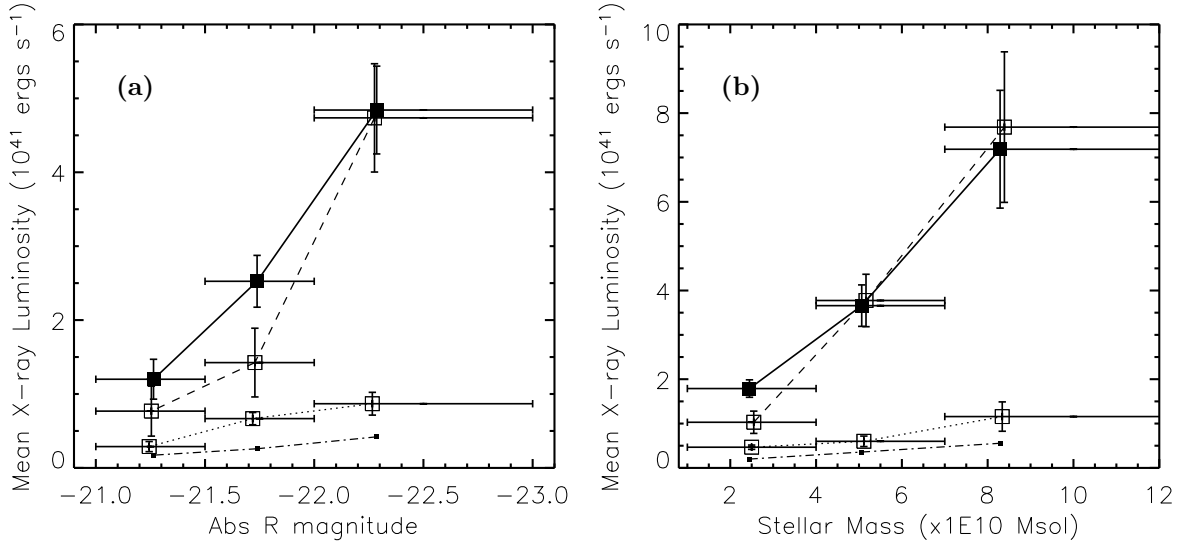 Mean X-ray Luminosity (10^41 ergs s^-1)
6
4
2
0
(a)
-21.0 -21.5 -22.0 -22.5 -23.0
Abs R magnitude
Mean X-ray Luminosity (10^41 ergs s^-1)
10
8
6
4
2
0
(b)
2 4 6 8 10 12
Stellar Mass (x1E10 Msol)